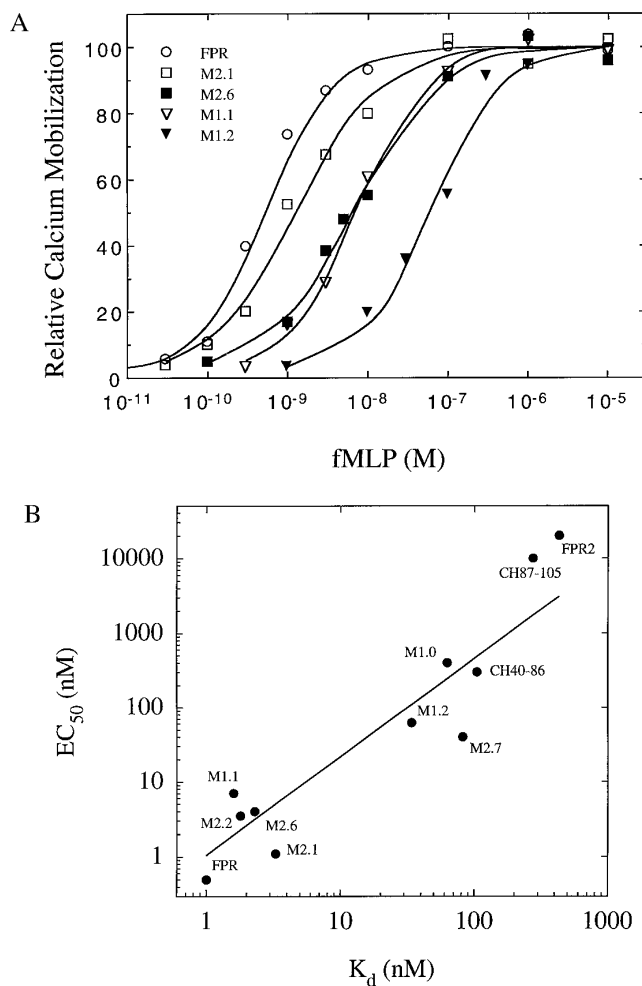 A
Relative Calcium Mobilization
100
80
60
40
20
0
FPR
M2.1
M2.6
M1.1
M1.2
10⁻¹¹ 10⁻¹⁰ 10⁻⁹ 10⁻⁸ 10⁻⁷ 10⁻⁶ 10⁻⁵
fMLP (M)
B
EC₅₀ (nM)
10000
1000
100
10
1
FPR2
CH87-105
M1.0
CH40-86
M1.2
M2.7
M1.1
M2.2
M2.6
M2.1
FPR
1 10 100 1000
K_d (nM)